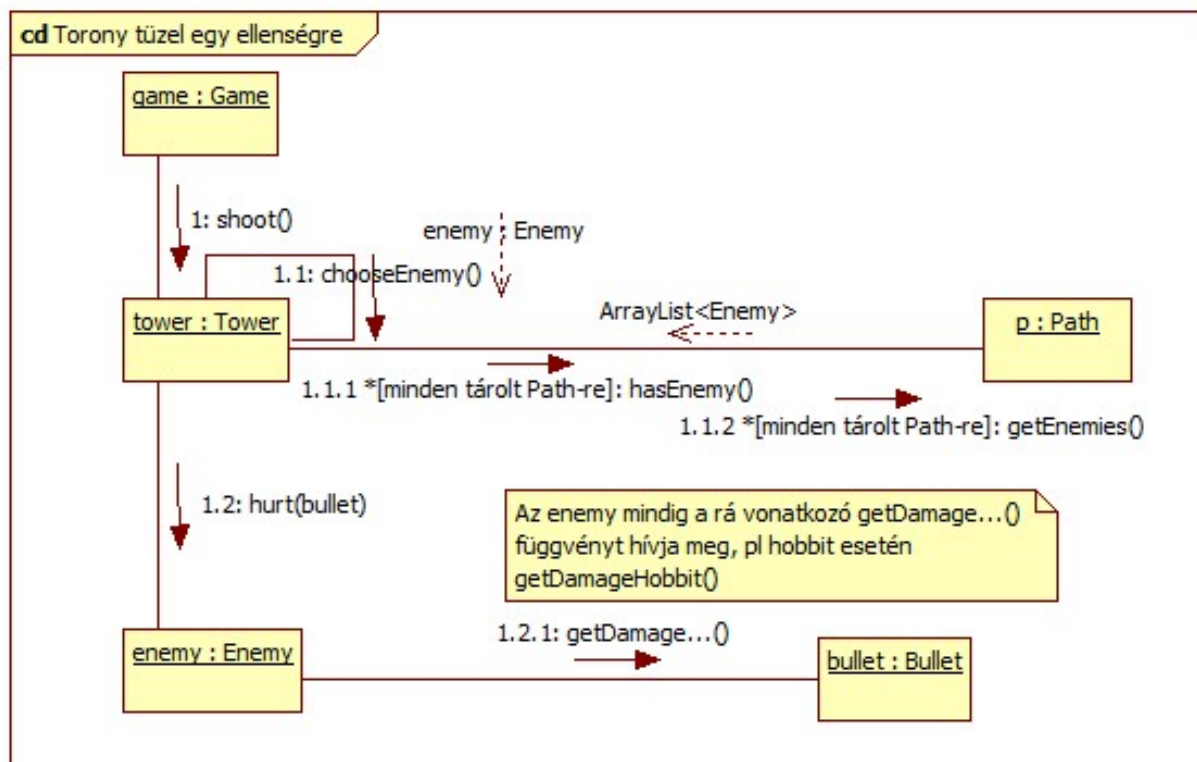 cd Torony tüzel egy ellenségre
game : Game
1: shoot()
enemy : Enemy
1.1: chooseEnemy()
ArrayList<Enemy>
tower : Tower
p : Path
1.1.1 *[minden tárolt Path-re]: hasEnemy()
1.1.2 *[minden tárolt Path-re]: getEnemies()
1.2: hurt(bullet)
Az enemy mindig a rá vonatkozó getDamage...()
függvényt hívja meg, pl hobbit esetén
getDamageHobbit()
1.2.1: getDamage...()
enemy : Enemy
bullet : Bullet